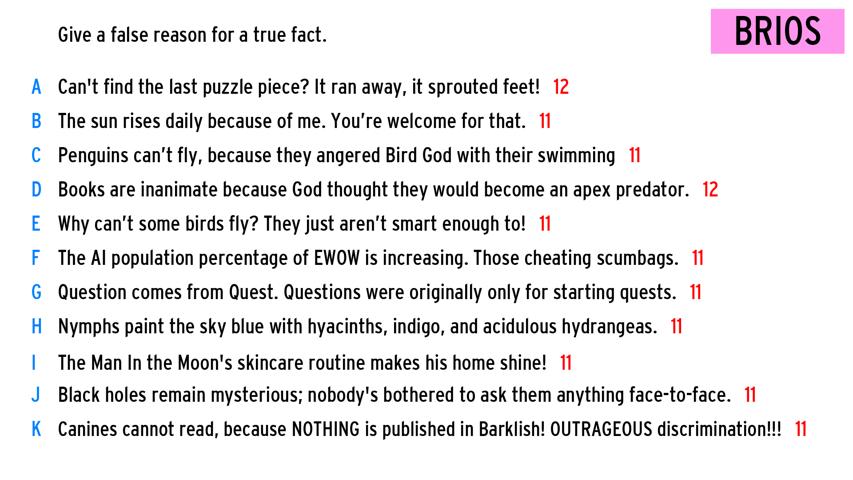 Give a false reason for a true fact.
BRIOS
A Can't find the last puzzle piece? It ran away, it sprouted feet! 12
B The sun rises daily because of me. You’re welcome for that. 11
C Penguins can’t fly, because they angered Bird God with their swimming 11
D Books are inanimate because God thought they would become an apex predator. 12
E Why can’t some birds fly? They just aren’t smart enough to! 11
F The AI population percentage of EWOW is increasing. Those cheating scumbags. 11
G Question comes from Quest. Questions were originally only for starting quests. 11
H Nymphs paint the sky blue with hyacinths, indigo, and acidulous hydrangeas. 11
I The Man In the Moon's skincare routine makes his home shine! 11
J Black holes remain mysterious; nobody's bothered to ask them anything face-to-face. 11
K Canines cannot read, because NOTHING is published in Barklish! OUTRAGEOUS discrimination!!! 11